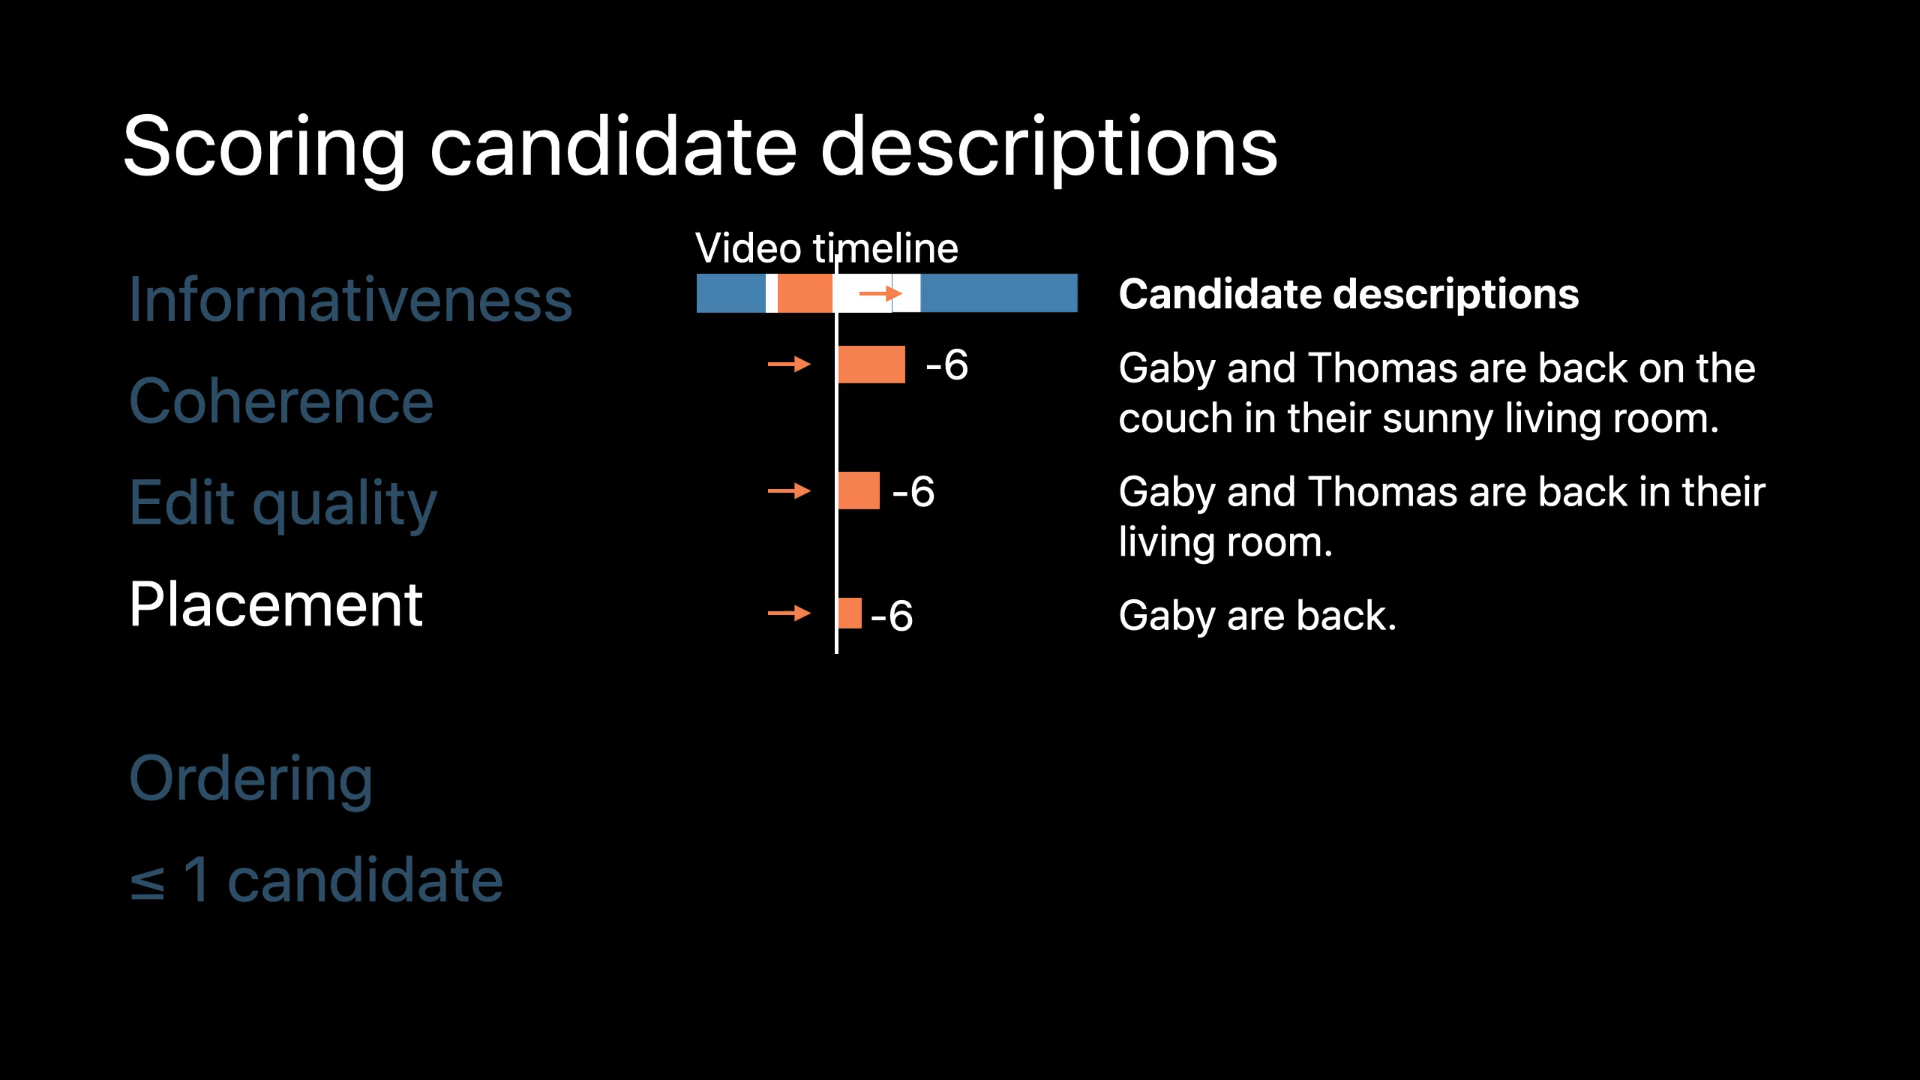 Scoring candidate descriptions
Informativeness
Coherence
Edit quality
Placement
Ordering
≤ 1 candidate
Video timeline
-6
-6
-6
Candidate descriptions
Gaby and Thomas are back on the
couch in their sunny living room.
Gaby and Thomas are back in their
living room.
Gaby are back.